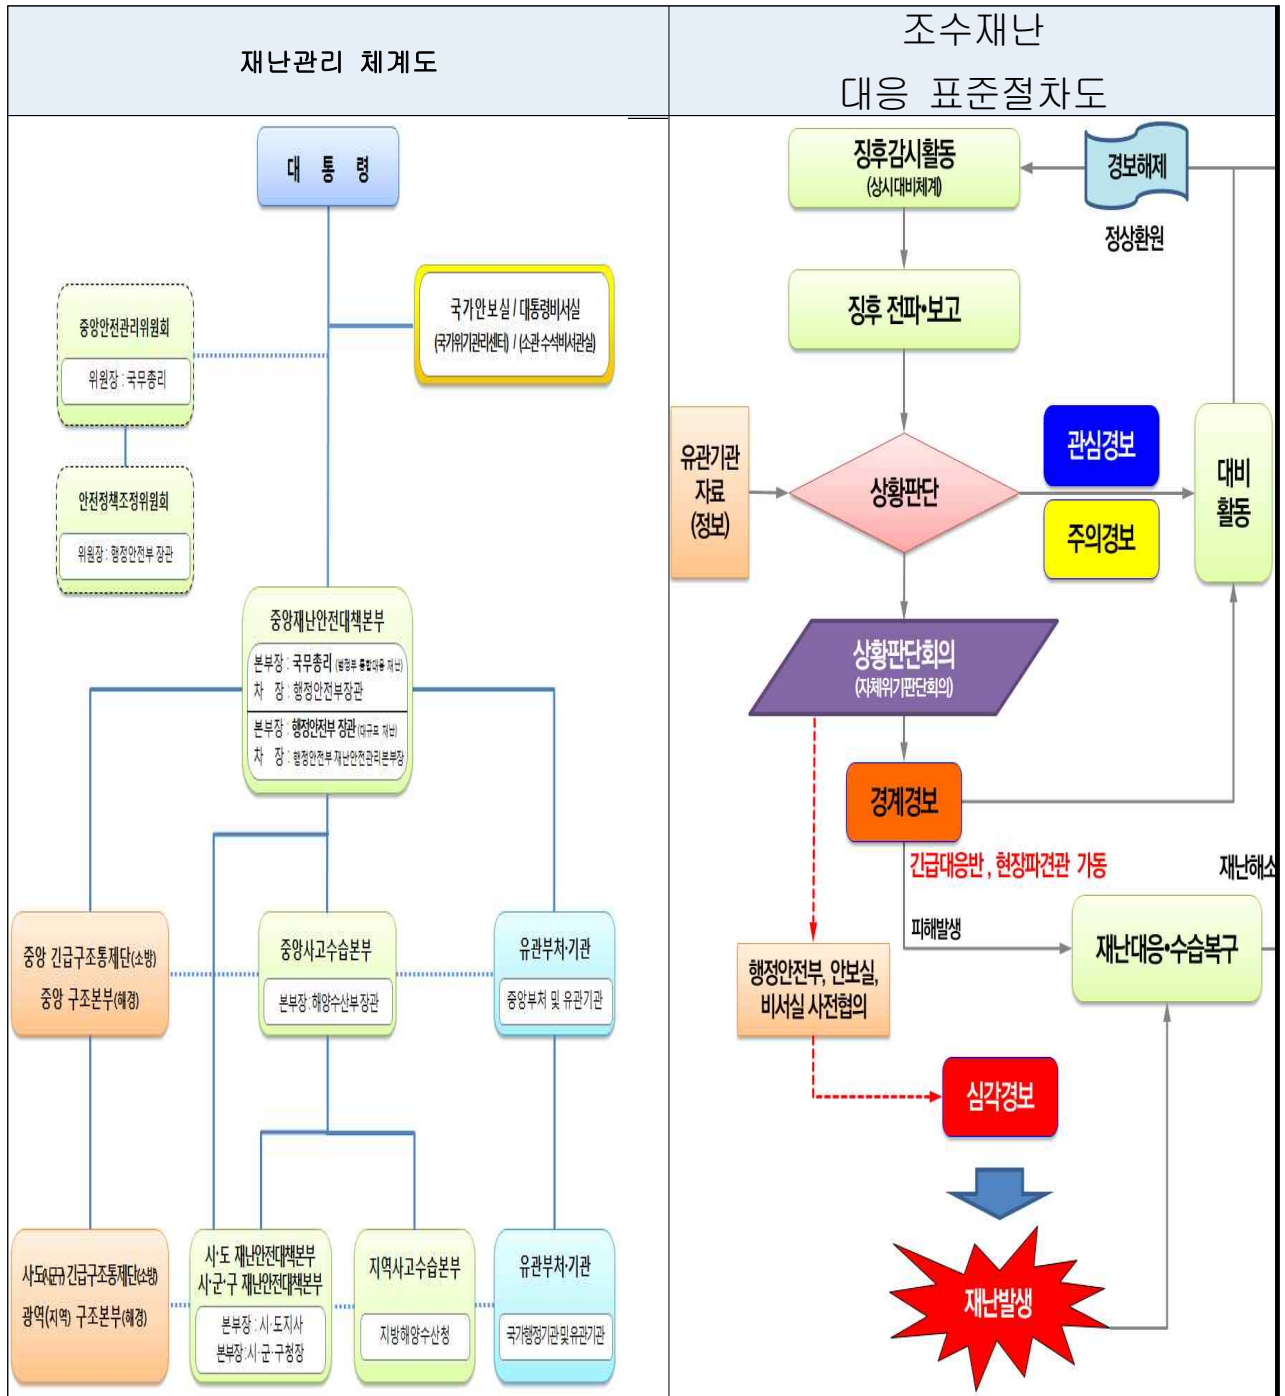 재난관리 체계도
대 통 령
국가안보실 / 대통령비서실
(국가위기관리센터) / (소관 수석비서관실)
중앙안전관리위원회
위원장 : 국무총리
안전정책조정위원회
위원장 : 행정안전부 장관
중앙재난안전대책본부
본부장 : 국무총리 (범정부 통합대응 재난)
차 장 : 행정안전부장관
본부장 : 행정안전부 장관 (대규모 재난)
차 장 : 행정안전부 재난안전관리본부장
중앙 긴급구조통제단(소방)
중앙 구조본부(해경)
중앙사고수습본부
본부장 : 해양수산부장관
유관부처·기관
중앙부처 및 유관기관
시·도(시군구) 긴급구조통제단(소방)
광역(지역) 구조본부(해경)
시·도 재난안전대책본부
시·군·구 재난안전대책본부
본부장 : 시·도지사
본부장 : 시·군·구청장
지역사고수습본부
지방해양수산청
유관부처·기관
국가행정기관 및 유관기관
조수재난
대응 표준절차도
징후감시활동
(상시대비체계)
경보해제
정상환원
징후 전파•보고
유관기관
자료
(정보)
상황판단
관심경보
주의경보
대비
활동
상황판단회의
(자체위기판단회의)
경계경보
긴급대응반 , 현장파견관 가동
재난해소
피해발생
재난대응•수습복구
행정안전부, 안보실,
비서실 사전협의
심각경보
재난발생